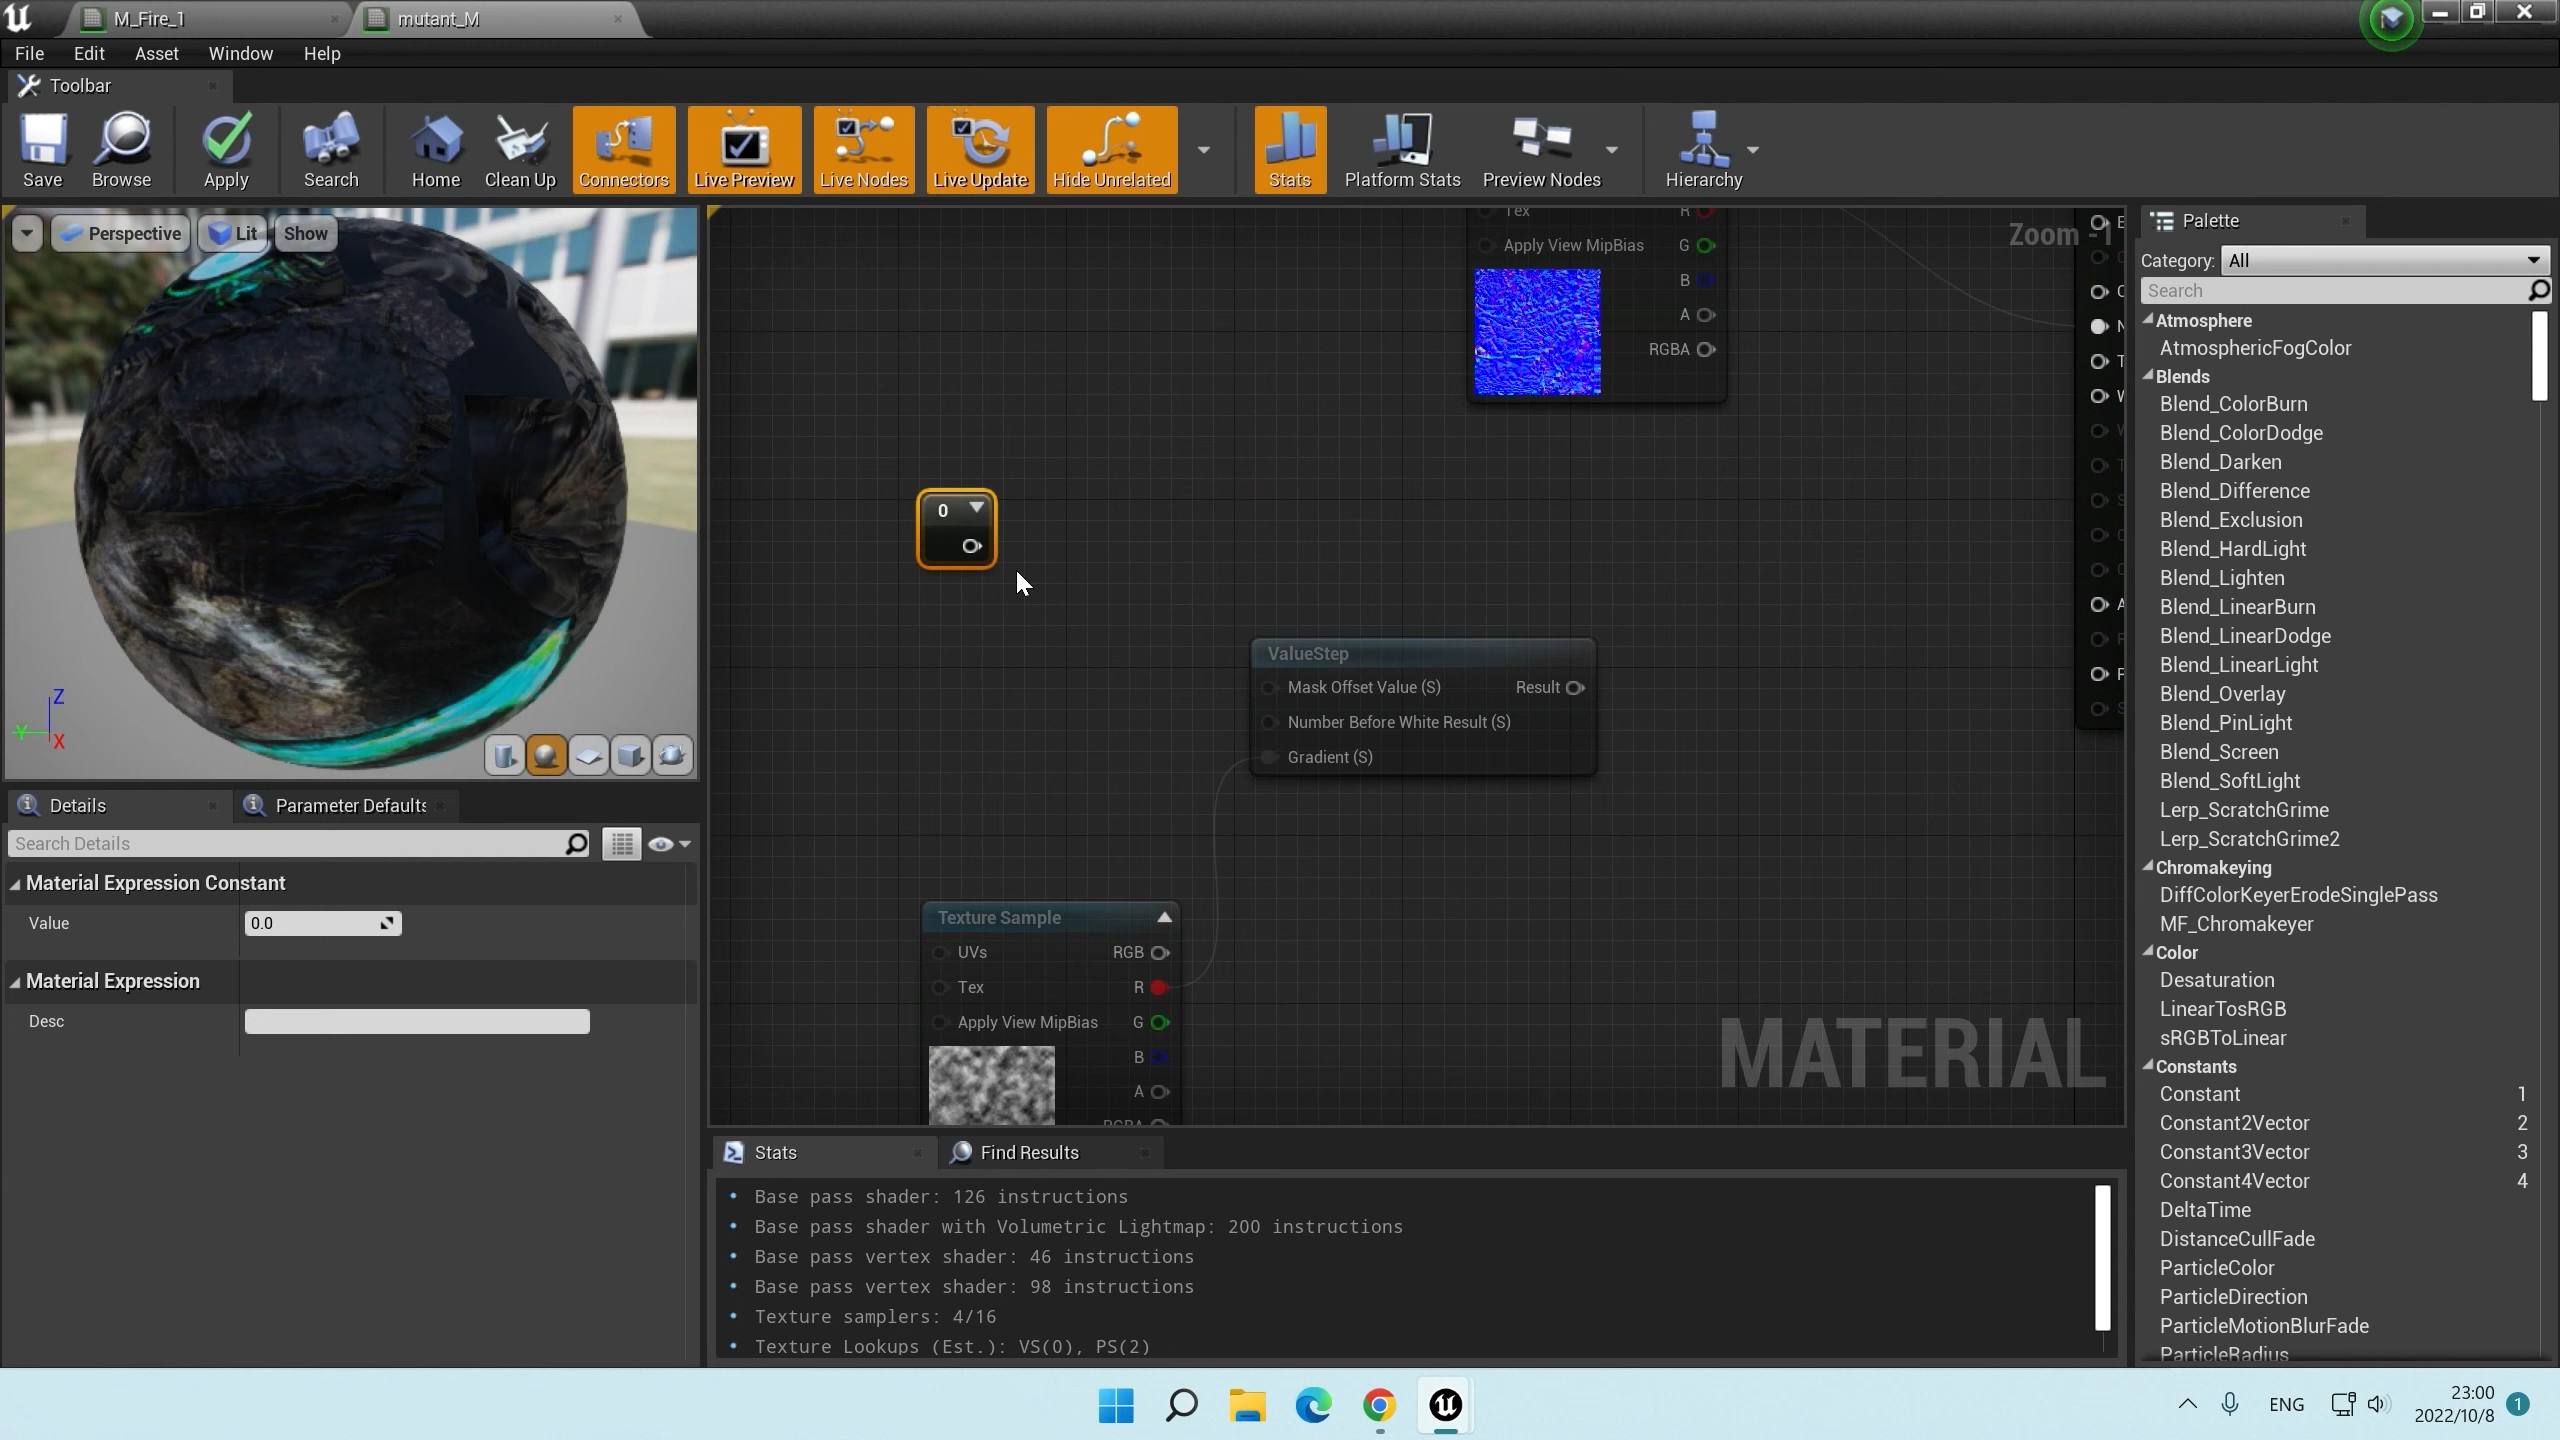 M_Fire_1
mutant_M
File Edit Asset Window Help
Toolbar
Save Browse Apply Search Home Clean Up Connectors Live Preview Live Nodes Live Update Hide Unrelated Stats Platform Stats Preview Nodes Hierarchy
Perspective Lit Show
Z
Y
X
Details
Parameter Defaults
Search Details
Material Expression Constant
Value 0.0
Material Expression
Desc
Zoom -1
Tex R
Apply View MipBias G
B
A
RGBA
0
ValueStep
Mask Offset Value (S) Result
Number Before White Result (S)
Gradient (S)
Texture Sample
UVs RGB
Tex R
Apply View MipBias G
B
A
RGBA
MATERIAL
Stats
Find Results
• Base pass shader: 126 instructions
• Base pass shader with Volumetric Lightmap: 200 instructions
• Base pass vertex shader: 46 instructions
• Base pass vertex shader: 98 instructions
• Texture samplers: 4/16
• Texture Lookups (Est.): VS(0), PS(2)
Palette
Category: All
Search
Atmosphere
AtmosphericFogColor
Blends
Blend_ColorBurn
Blend_ColorDodge
Blend_Darken
Blend_Difference
Blend_Exclusion
Blend_HardLight
Blend_Lighten
Blend_LinearBurn
Blend_LinearDodge
Blend_LinearLight
Blend_Overlay
Blend_PinLight
Blend_Screen
Blend_SoftLight
Lerp_ScratchGrime
Lerp_ScratchGrime2
Chromakeying
DiffColorKeyerErodeSinglePass
MF_Chromakeyer
Color
Desaturation
LinearTosRGB
sRGBToLinear
Constants
Constant 1
Constant2Vector 2
Constant3Vector 3
Constant4Vector 4
DeltaTime
DistanceCullFade
ParticleColor
ParticleDirection
ParticleMotionBlurFade
ParticleRadius
ENG
23:00
2022/10/8
1